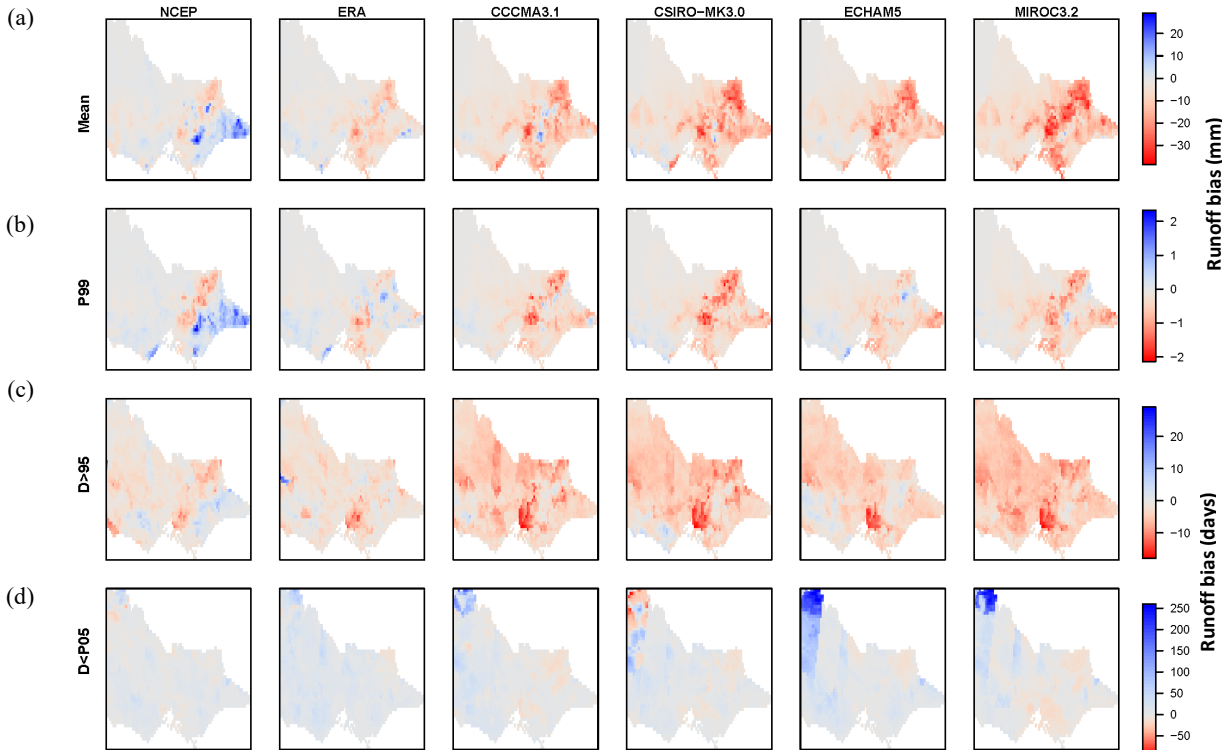 NCEP ERA CCCMA3.1 CSIRO−MK3.0 ECHAM5 MIROC3.2
(a)
Mean
20
10
0
−10
−20
−30
Runoff bias (mm)
(b)
P99
2
1
0
−1
−2
(c)
D>95
20
10
0
−10
Runoff bias (days)
(d)
D<P05
250
200
150
100
50
0
−50